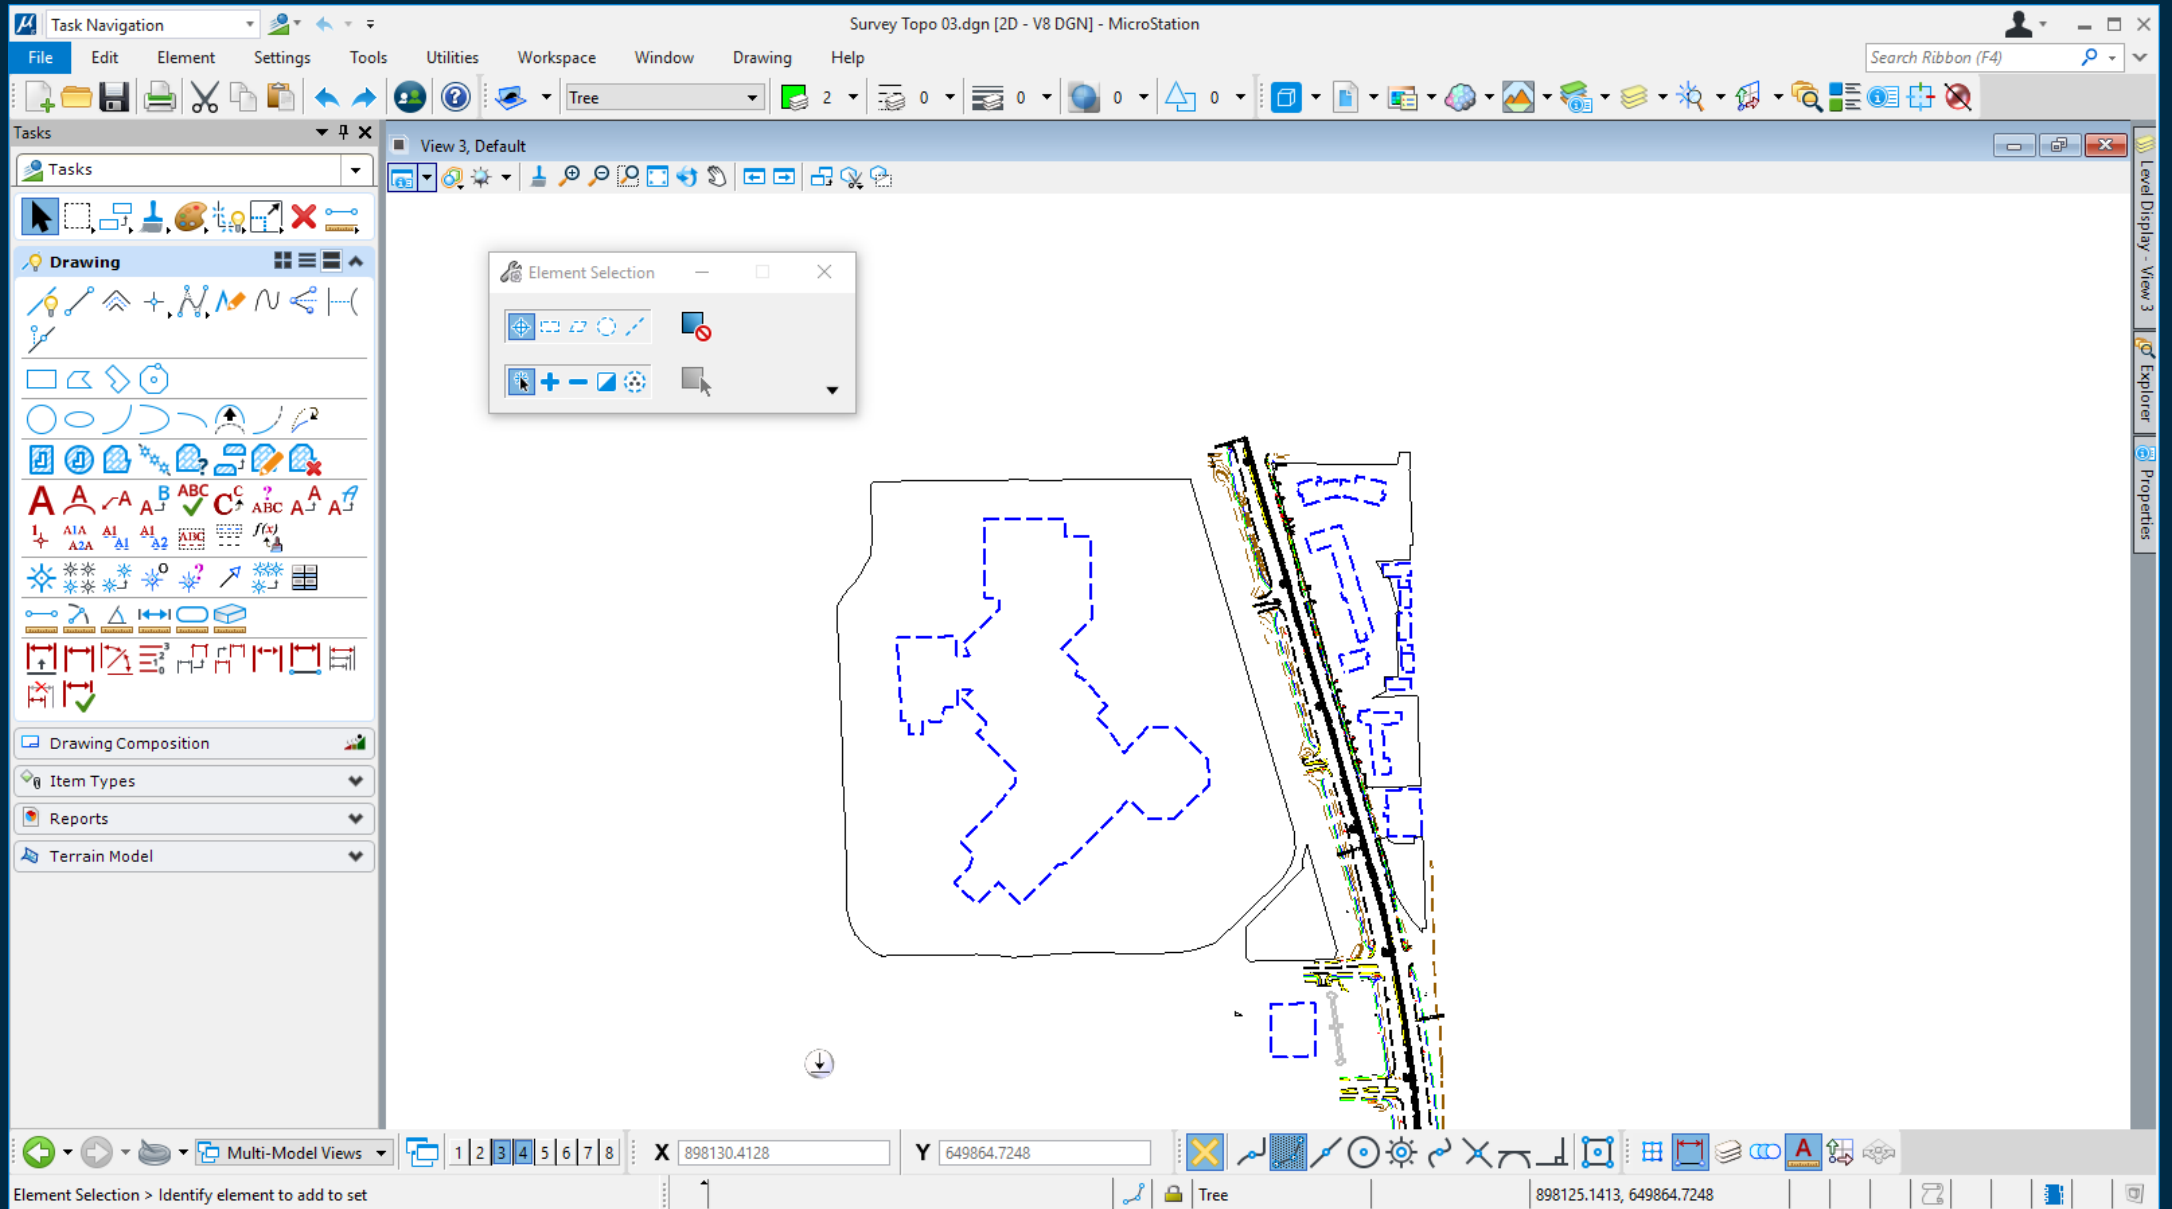 Task Navigation
Survey Topo 03.dgn [2D - V8 DGN] - MicroStation
File Edit Element Settings Tools Utilities Workspace Window Drawing Help
Search Ribbon (F4)
Tree 2 0 0 0 0
Tasks
View 3, Default
Tasks
Drawing
Element Selection
Level Display - View 3
Explorer
Properties
Drawing Composition
Item Types
Reports
Terrain Model
Multi-Model Views 1 2 3 4 5 6 7 8 X 898130.4128 Y 649864.7248
Element Selection > Identify element to add to set
Tree
898125.1413, 649864.7248